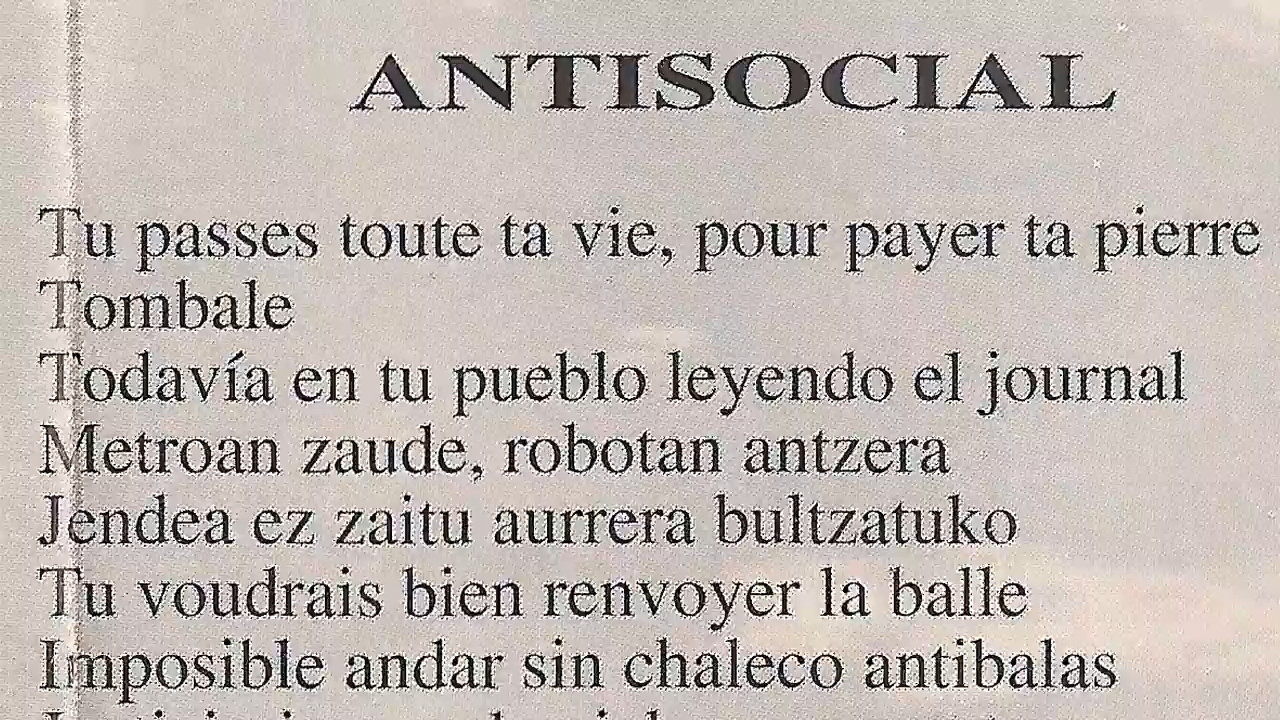 ANTISOCIAL
Tu passes toute ta vie, pour payer ta pierre
Tombale
Todavía en tu pueblo leyendo el journal
Metroan zaude, robotan antzera
Jendea ez zaitu aurrera bultzatuko
Tu voudrais bien renvoyer la balle
Imposible andar sin chaleco antibalas